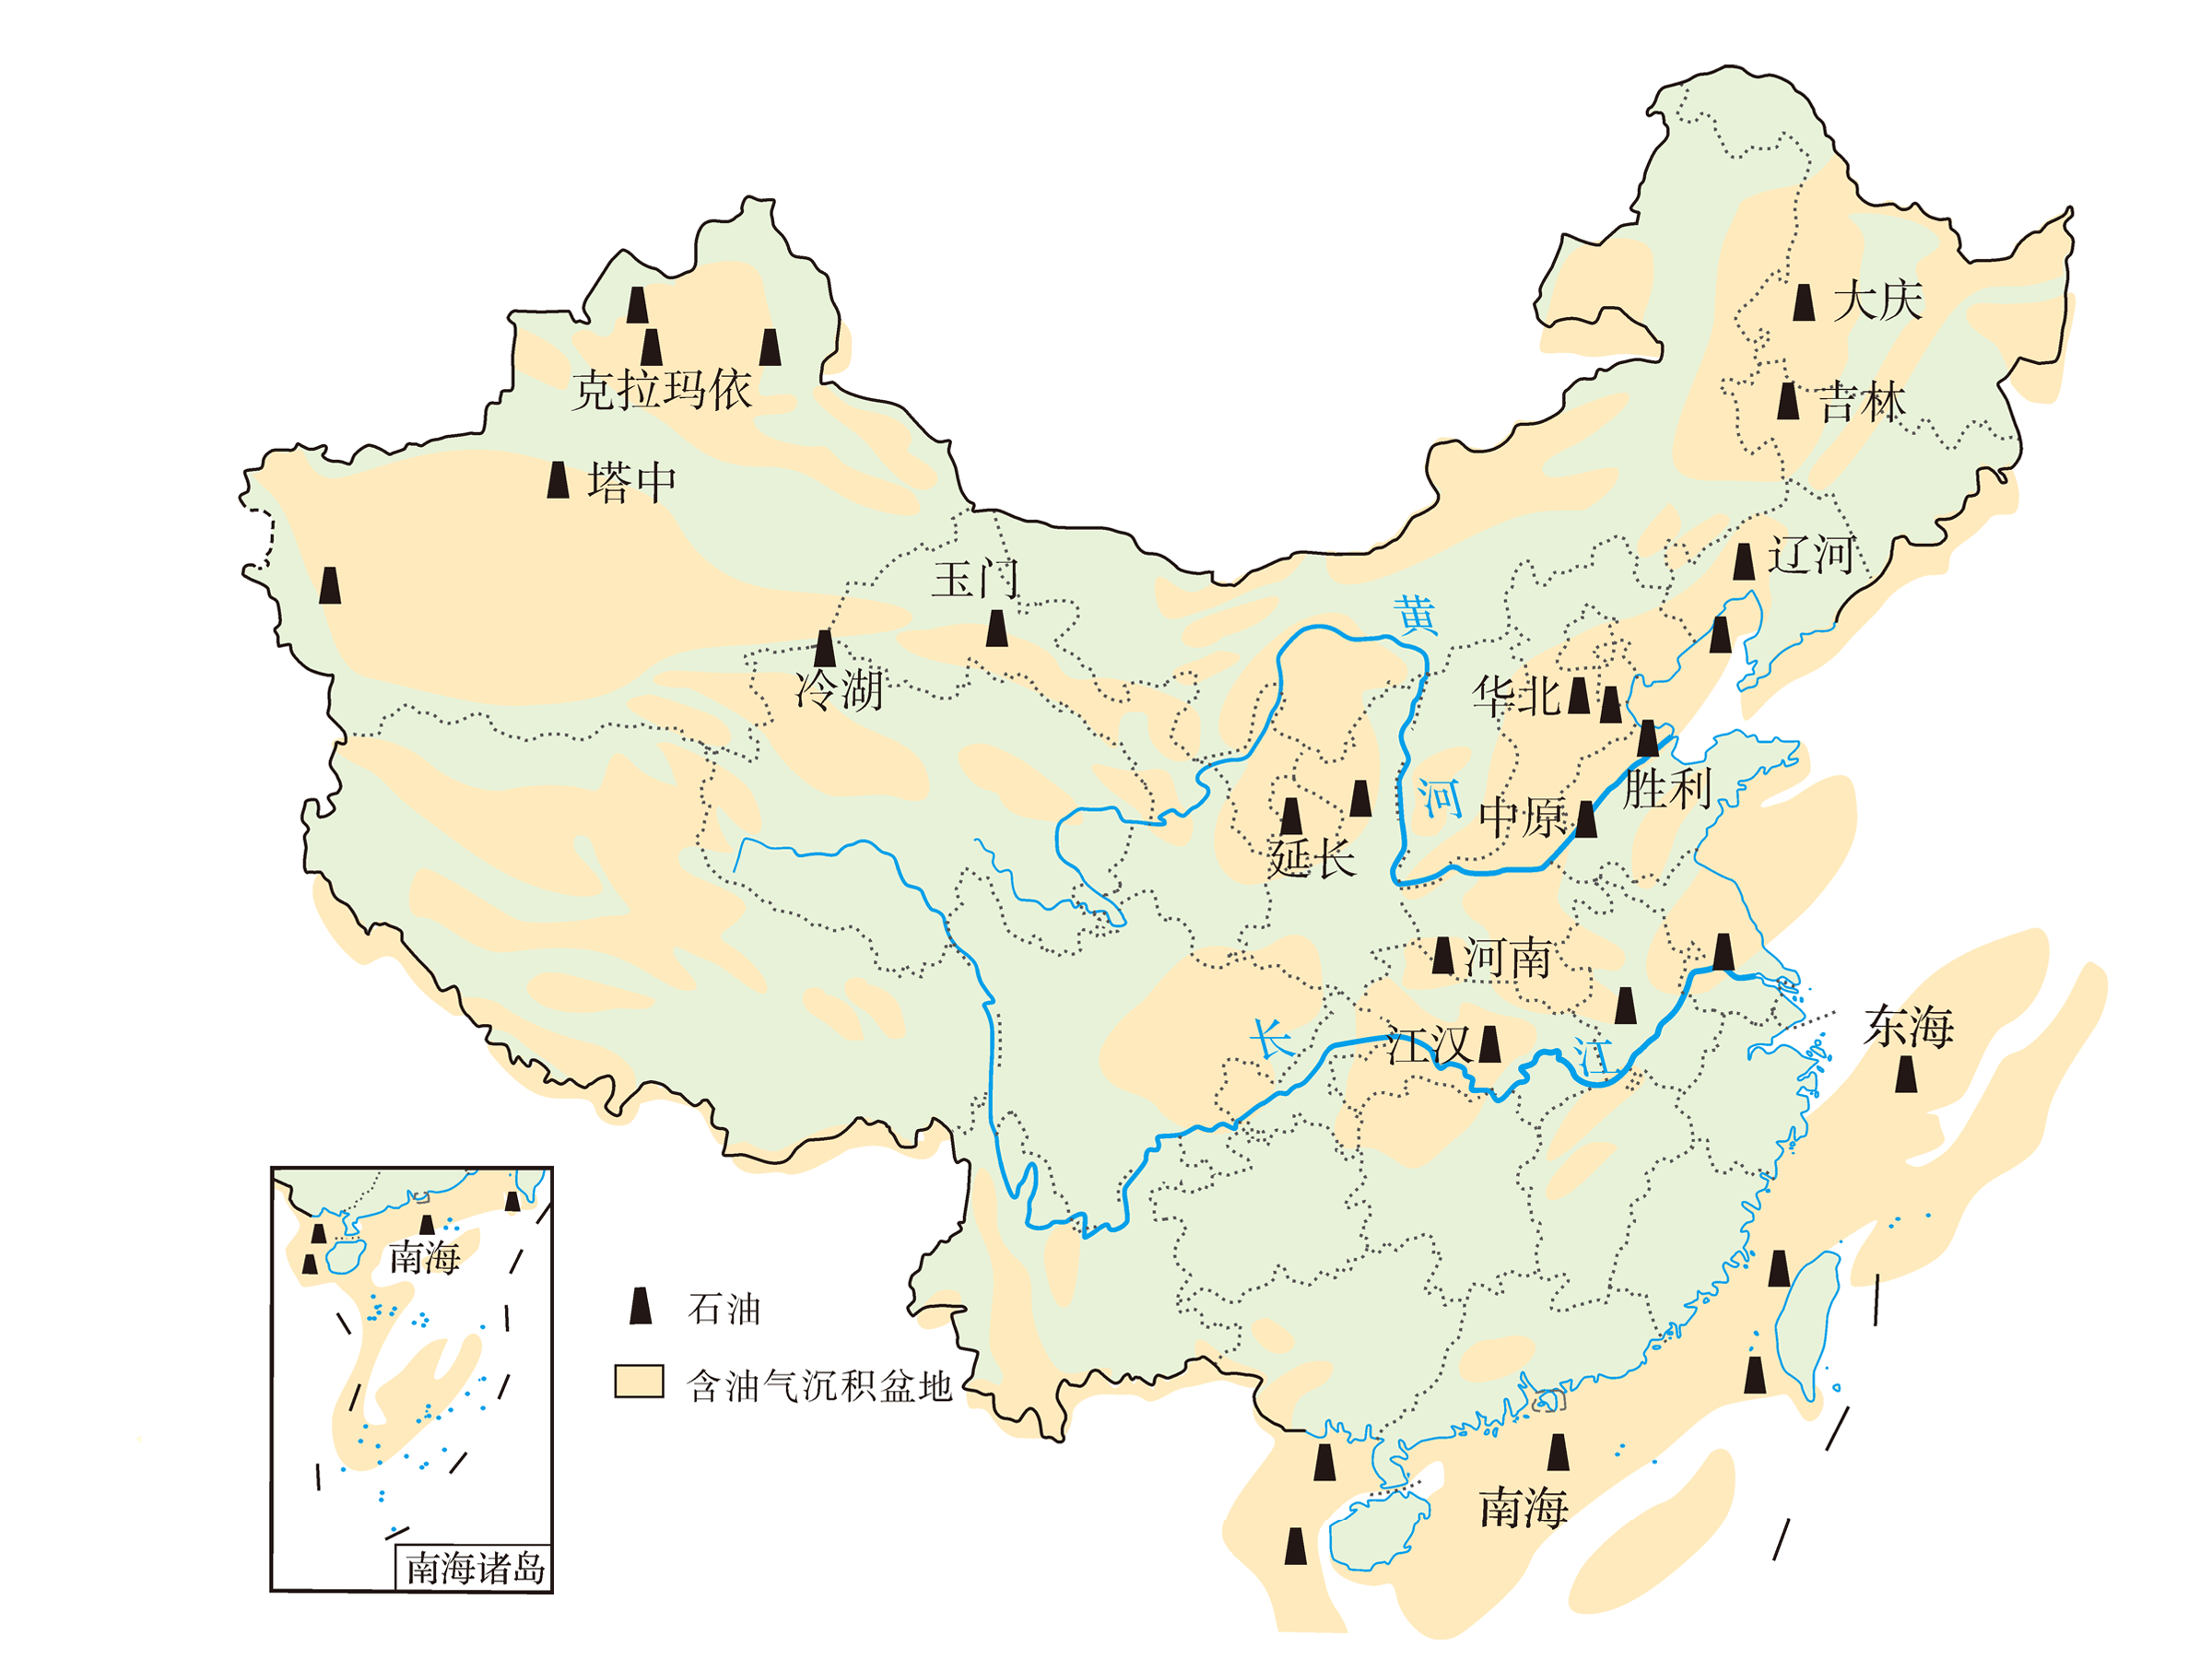 大庆
克拉玛依
吉林
塔中
辽河
玉门
黄
冷湖
华北
河
胜利
中原
延长
河南
东海
长
江汉
江
南海
石油
含油气沉积盆地
南海
南海诸岛